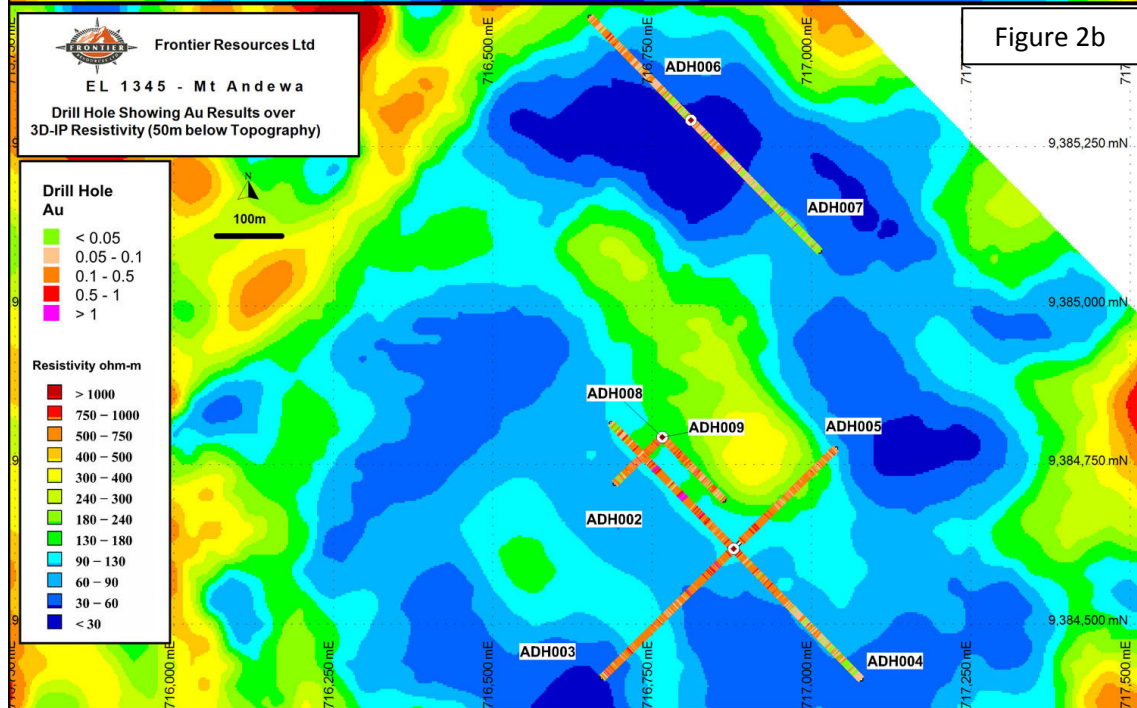 Figure 2b
FRONTIER
RESOURCES LTD
Frontier Resources Ltd
EL 1345 - Mt Andewa
Drill Hole Showing Au Results over
3D-IP Resistivity (50m below Topography)
Drill Hole
Au
< 0.05
0.05 - 0.1
0.1 - 0.5
0.5 - 1
> 1
N
100m
Resistivity ohm-m
> 1000
750 – 1000
500 – 750
400 – 500
300 – 400
240 – 300
180 – 240
130 – 180
90 – 130
60 – 90
30 – 60
< 30
716,500 mE
716,750 mE
717,000 mE
ADH006
9,385,250 mN
ADH007
9,385,000 mN
ADH008
ADH009
ADH005
9,384,750 mN
ADH002
9,384,500 mN
ADH003
ADH004
716,000 mE
716,250 mE
716,500 mE
716,750 mE
717,000 mE
717,250 mE
717,500 mE